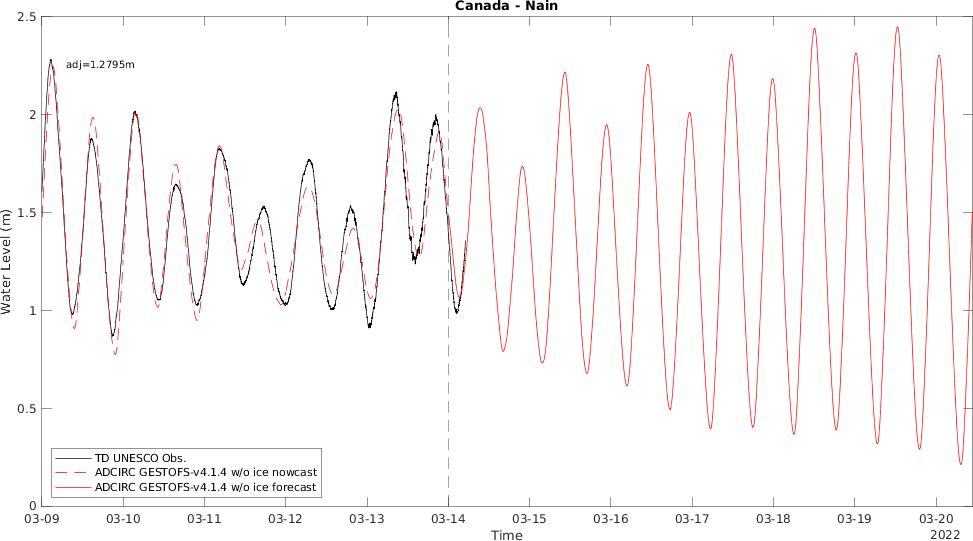 Canada - Nain
2.5
2
1.5
1
0.5
0
Water Level (m)
adj=1.2795m
TD UNESCO Obs.
ADCIRC GESTOFS-v4.1.4 w/o ice nowcast
ADCIRC GESTOFS-v4.1.4 w/o ice forecast
03-09 03-10 03-11 03-12 03-13 03-14 03-15 03-16 03-17 03-18 03-19 03-20
2022
Time